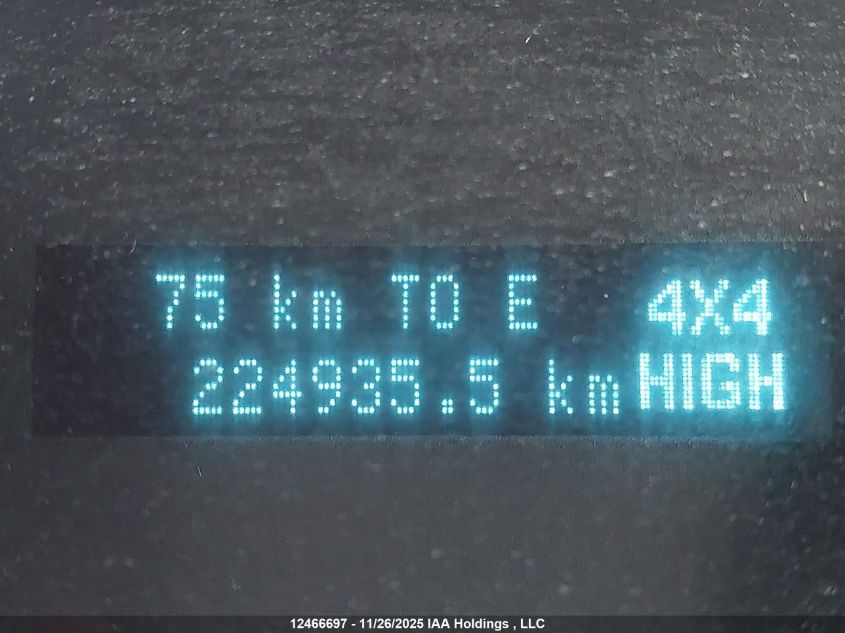 75 km TO E 4X4
224935.5 km HIGH
12466697 - 11/26/2025 IAA Holdings , LLC